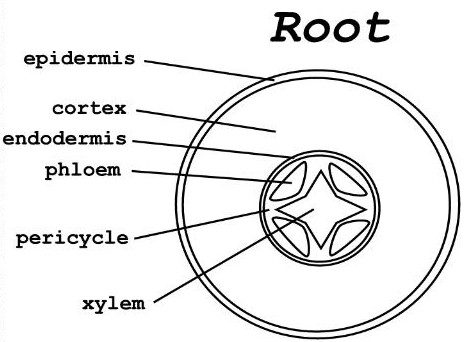 Root
epidermis
cortex
endodermis
phloem
pericycle
xylem